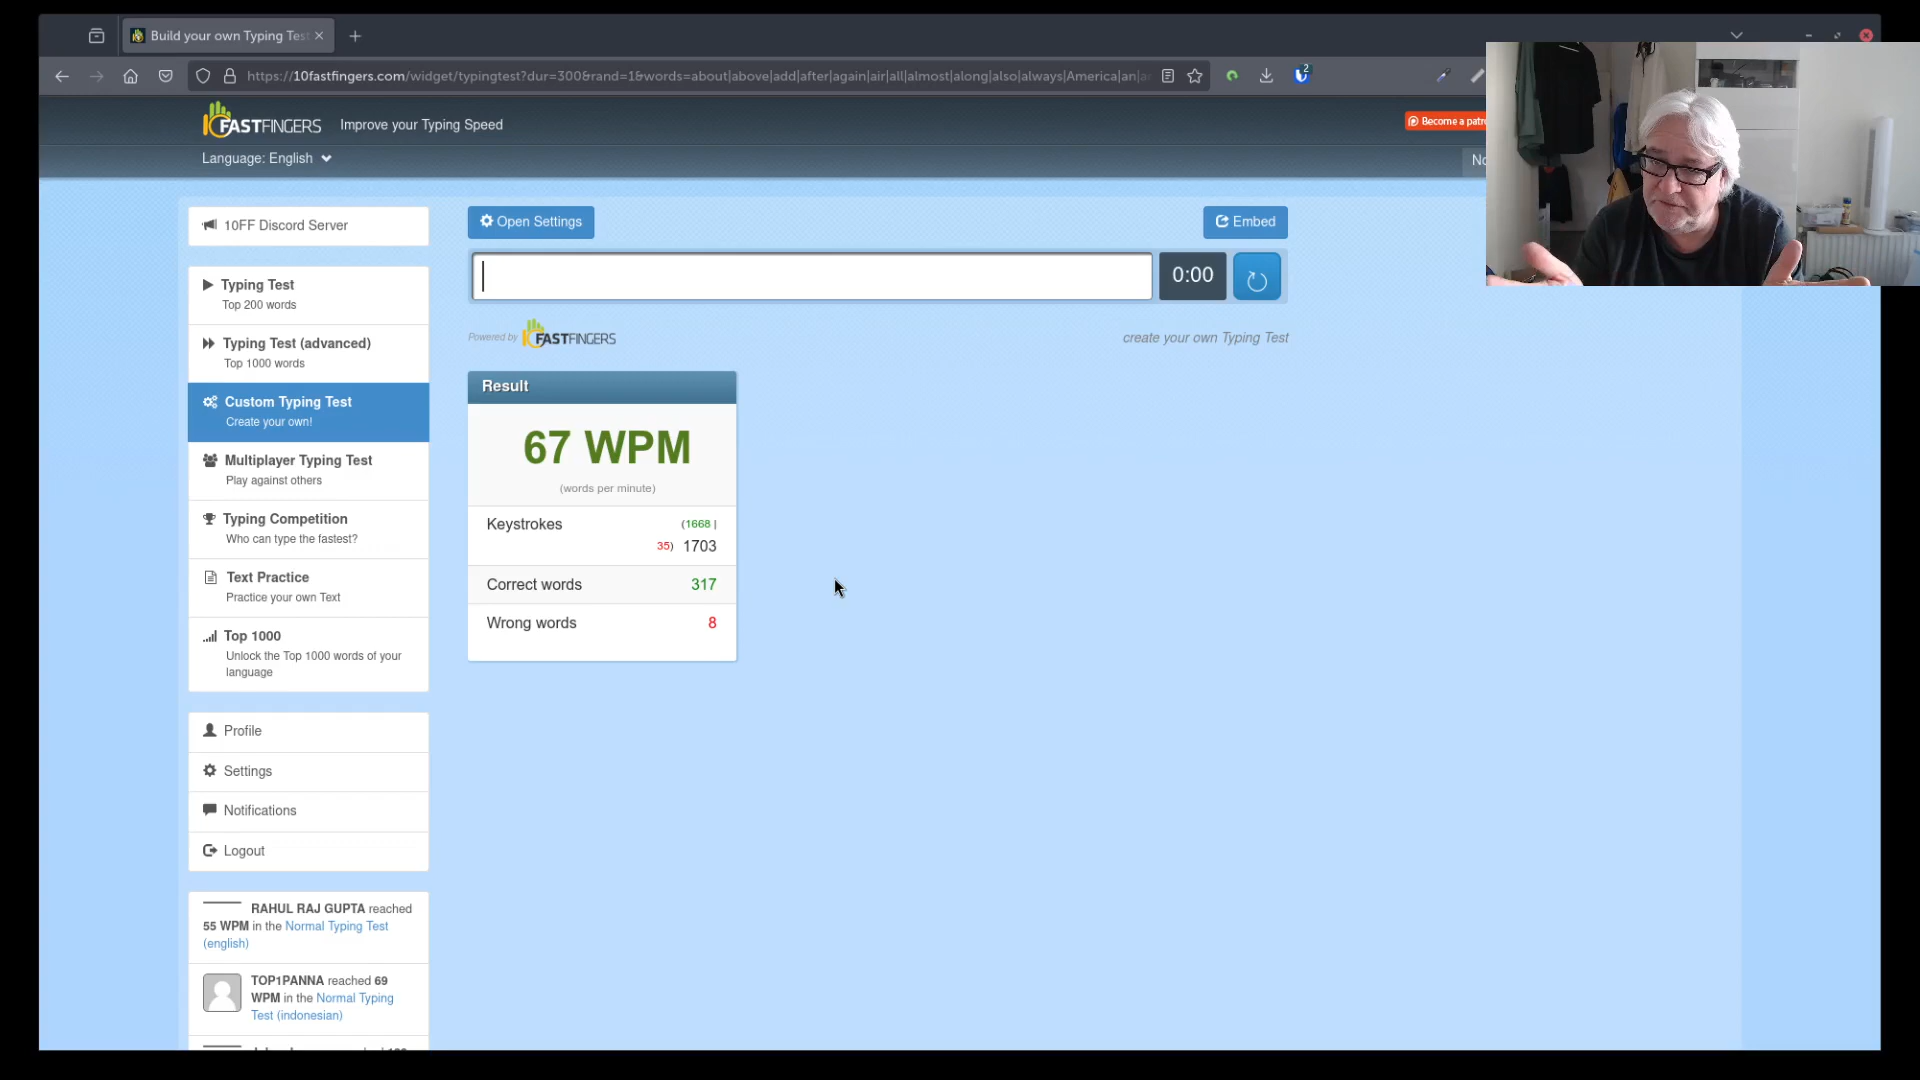 Build your own Typing Tes
https://10fastfingers.com/widget/typingtest?dur=300&rand=1&words=about|above|add|after|again|air|all|almost|along|also|always|America|an|a
2
FASTFINGERS
Improve your Typing Speed
Become a patr
Language: English
No
10FF Discord Server
Typing Test
Top 200 words
Typing Test (advanced)
Top 1000 words
Custom Typing Test
Create your own!
Multiplayer Typing Test
Play against others
Typing Competition
Who can type the fastest?
Text Practice
Practice your own Text
Top 1000
Unlock the Top 1000 words of your
language
Profile
Settings
Notifications
Logout
RAHUL RAJ GUPTA reached
55 WPM in the Normal Typing Test
(english)
TOP1PANNA reached 69
WPM in the Normal Typing
Test (indonesian)
Open Settings
Embed
0:00
Powered by FASTFINGERS
create your own Typing Test
Result
67 WPM
(words per minute)
Keystrokes (1668 |
35) 1703
Correct words 317
Wrong words 8